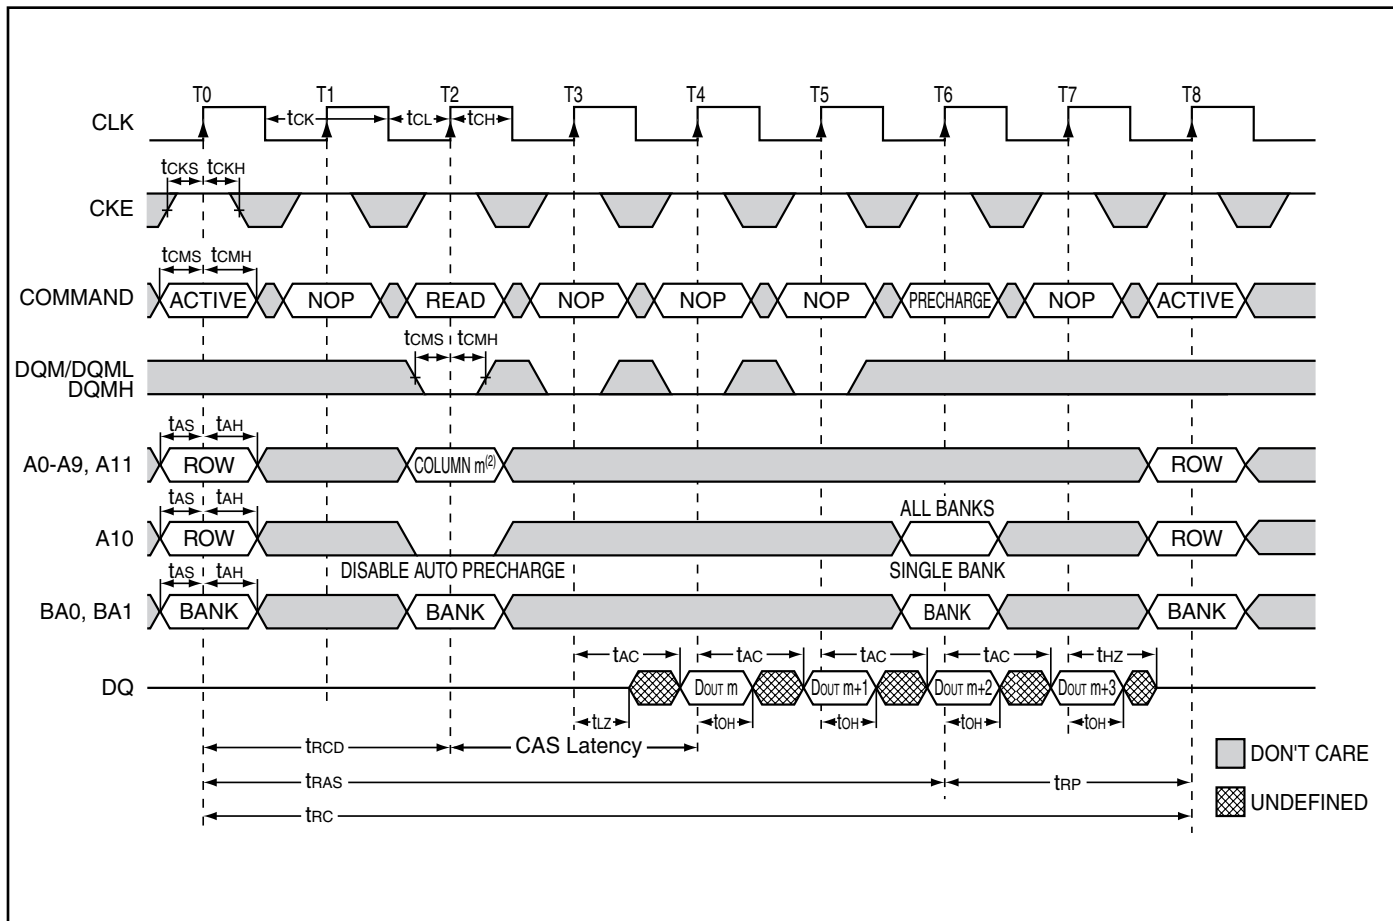 T0 T1 T2 T3 T4 T5 T6 T7 T8
CLK tCK tCL tCH
tCKS tCKH
CKE
tCMS tCMH
COMMAND ACTIVE NOP READ NOP NOP NOP PRECHARGE NOP ACTIVE
tCMS tCMH
DQM/DQML
DQMH
tAS tAH
A0-A9, A11 ROW COLUMN m(2) ROW
tAS tAH ALL BANKS
A10 ROW ROW
DISABLE AUTO PRECHARGE SINGLE BANK
tAS tAH
BA0, BA1 BANK BANK BANK BANK
tAC tAC tAC tAC tHZ
DQ DOUT m DOUT m+1 DOUT m+2 DOUT m+3
tLZ tOH tOH tOH tOH
tRCD CAS Latency
DON'T CARE
tRAS tRP
UNDEFINED
tRC